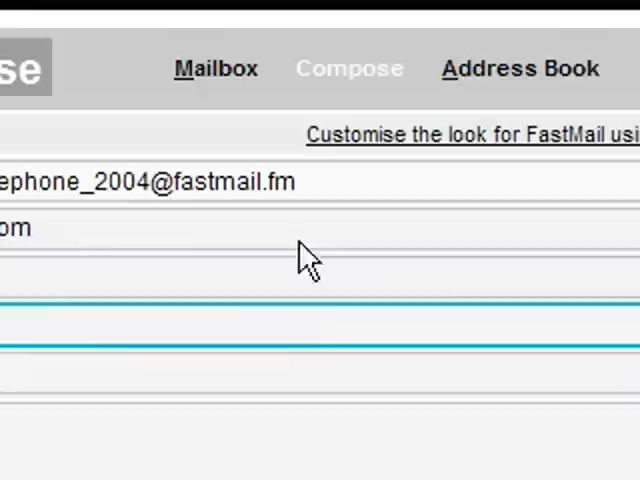 se Mailbox Compose Address Book
Customise the look for FastMail usi
ephone_2004@fastmail.fm
om